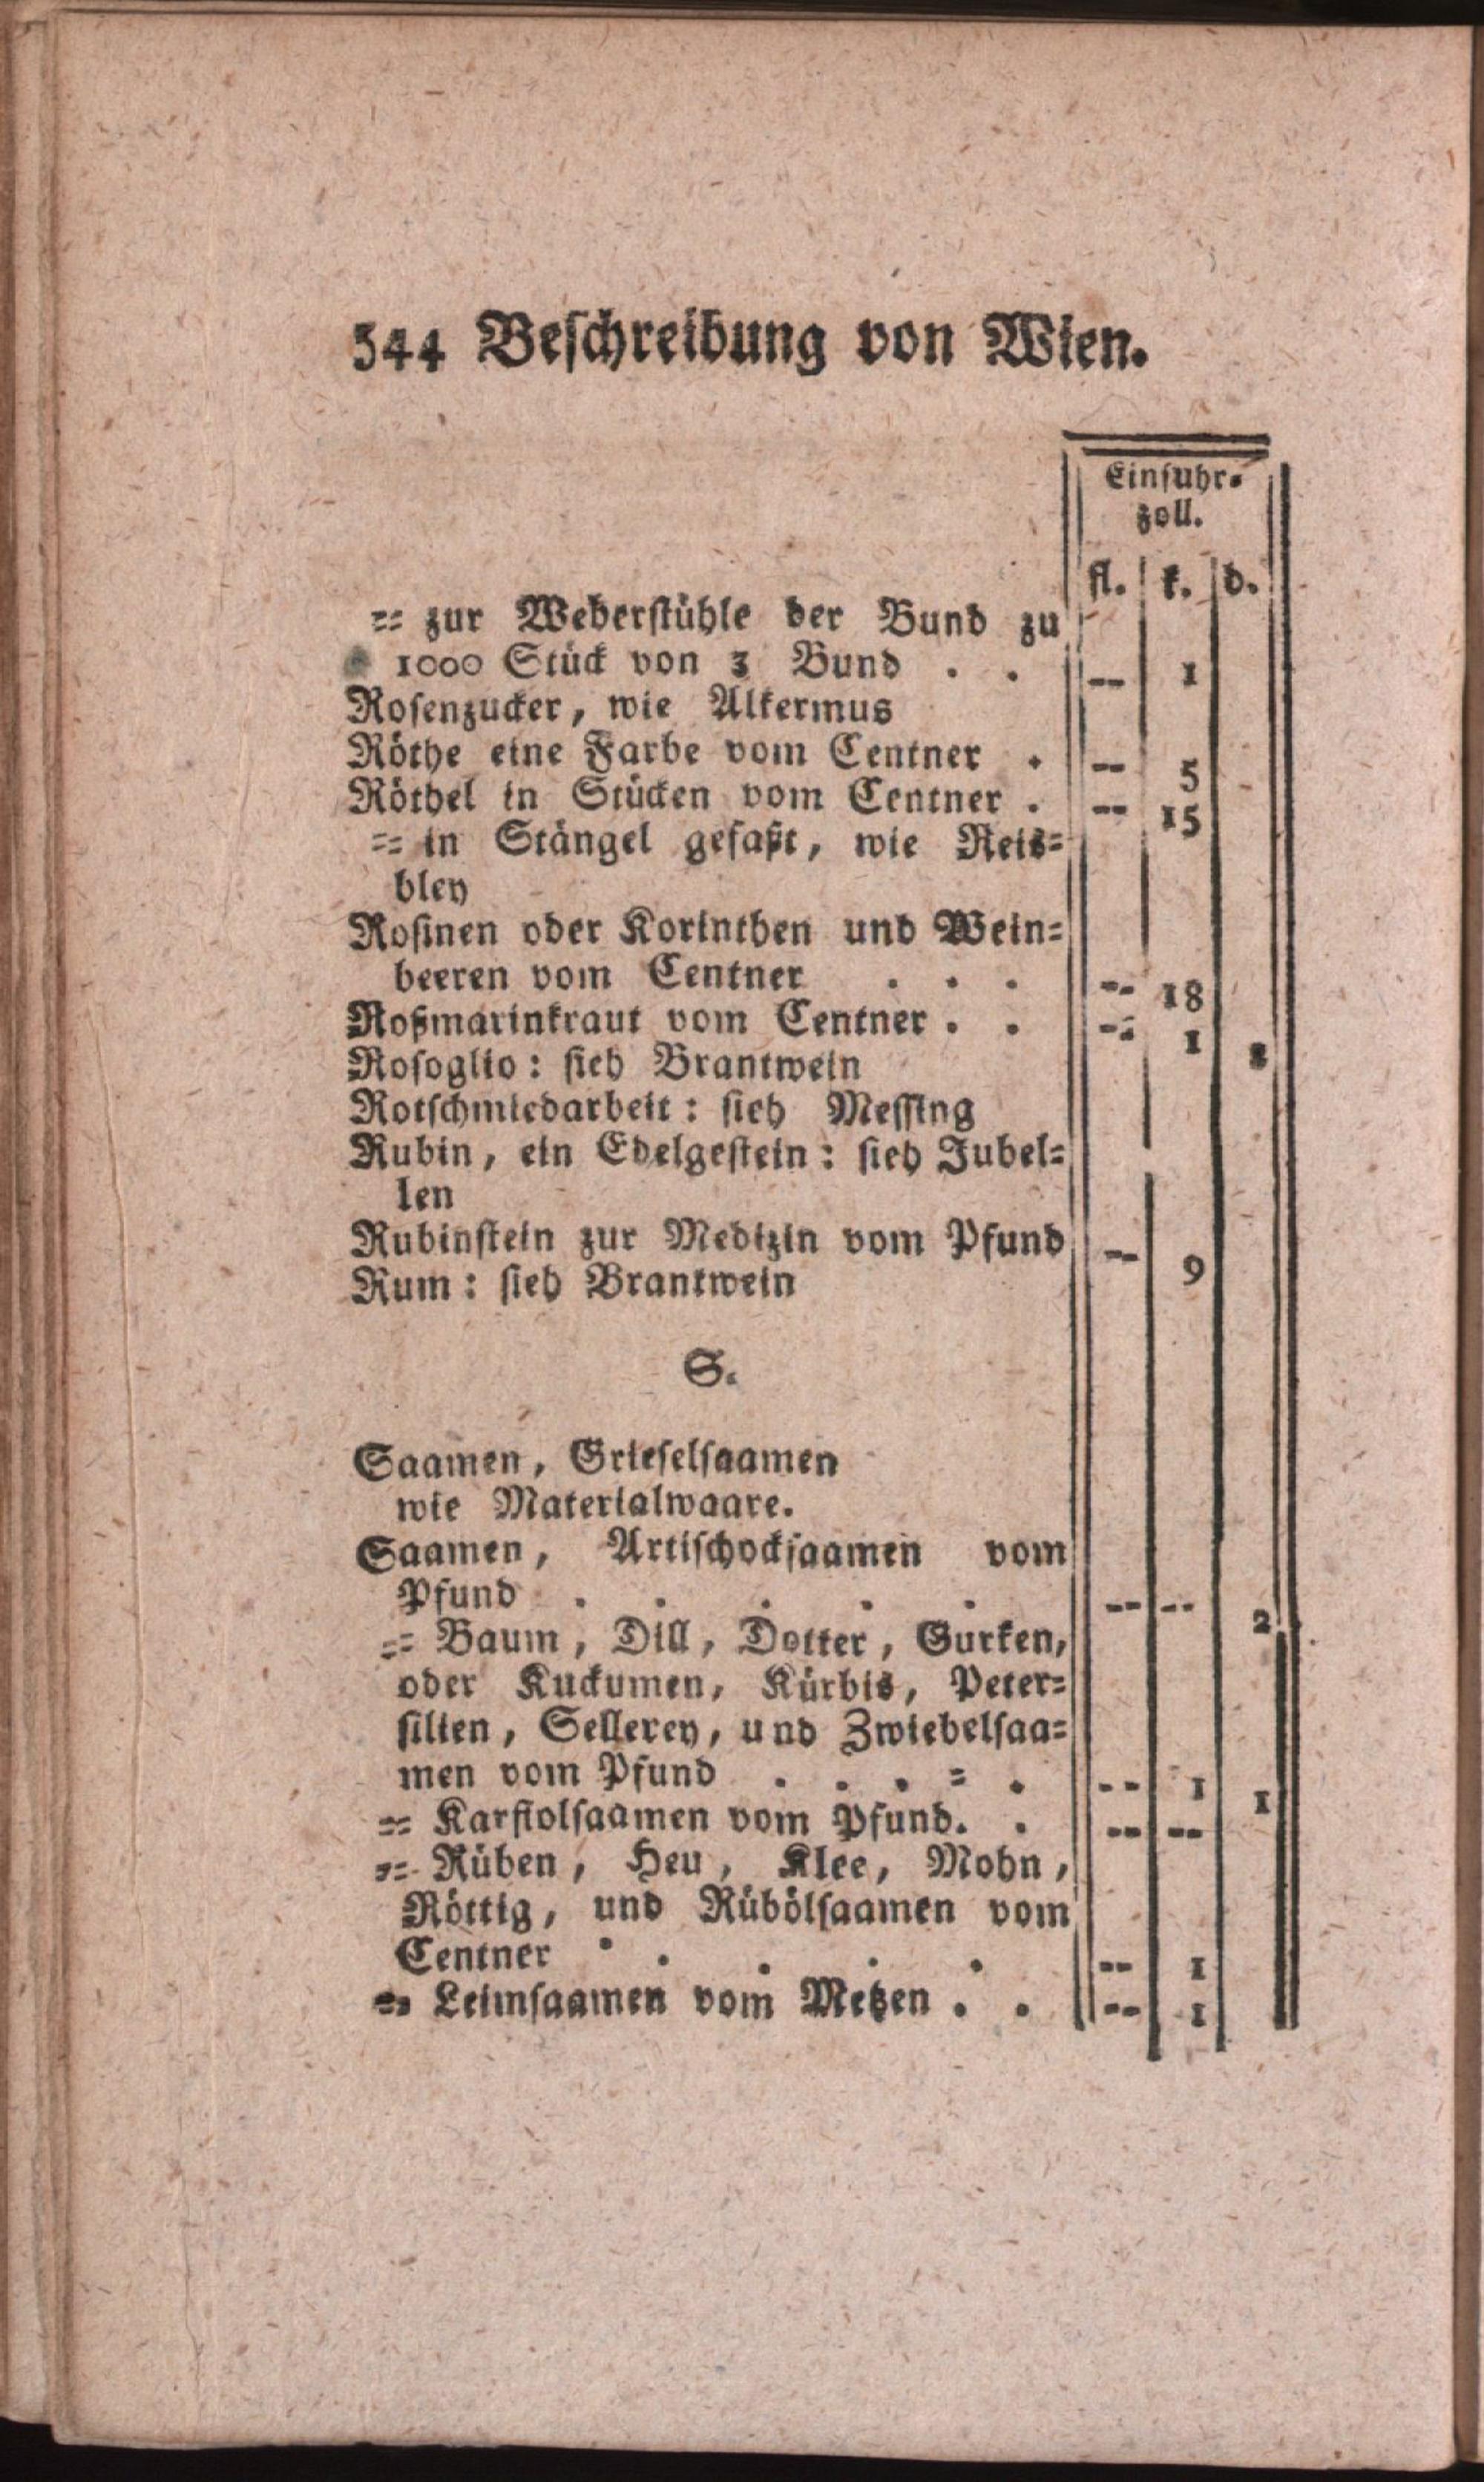 544 Beschreibung von Wien.
Einfuhr-
zoll.
fl. k. d.
-- zur Weberstühle der Bund zu
1000 Stück von 3 Bund . . -- 1
Rosenzucker, wie Alkermus
Röthe eine Farbe vom Centner . -- 5
Röthel in Stücken vom Centner . -- 15
-- in Stängel gefaßt, wie Reis-
bley
Rosinen oder Korinthen und Wein-
beeren vom Centner . . . -- 18
Roßmarinkraut vom Centner . . -- 1
Rosoglio: sieh Brantwein
Rotschmiedarbeit: sieh Messing
Rubin, ein Edelgestein: sieh Jubel-
len
Rubinstein zur Medizin vom Pfund -- 9
Rum: sieh Brantwein
S.
Saamen, Grieselsaamen
wie Materialwaare.
Saamen, Artischocksaamen vom
Pfund . . . . . -- -- 2
-- Baum, Dill, Dotter, Gurken,
oder Kuckumen, Kürbis, Peter-
silien, Sellerey, und Zwiebelsaa-
men vom Pfund . . . = . -- 1 1
-- Karfiolsaamen vom Pfund. . -- --
-- Rüben, Heu, Klee, Mohn,
Röttig, und Rübölsaamen vom
Centner . . . . . -- 1
-- Leimsaamen vom Metzen . . -- 1